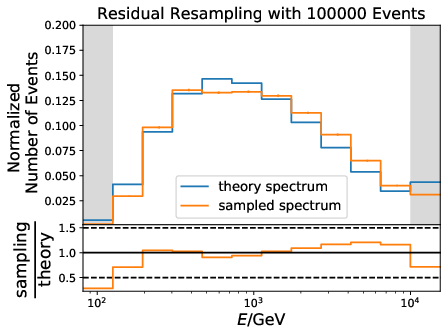 Residual Resampling with 100000 Events
0.200
0.175
0.150
0.125
0.100
0.075
0.050
0.025
Normalized
Number of Events
theory spectrum
sampled spectrum
1.5
1.0
0.5
sampling
theory
10²
10³
10⁴
E/GeV